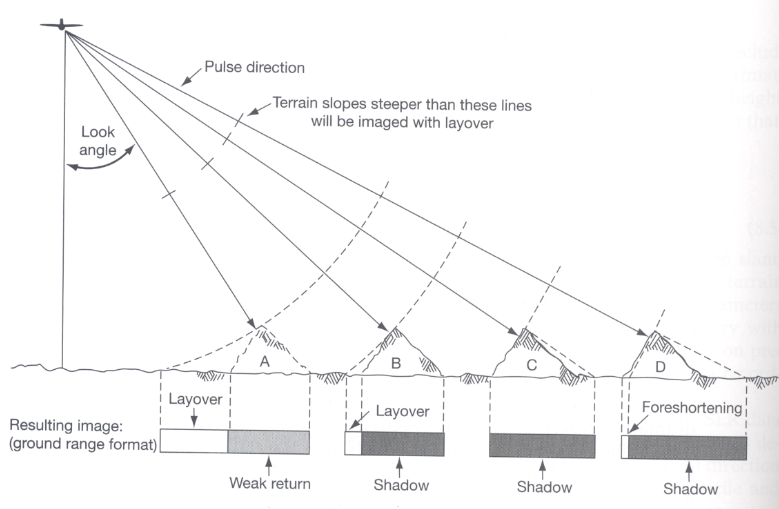 Pulse direction
Terrain slopes steeper than these lines
will be imaged with layover
Look
angle
A
B
C
D
Layover
Layover
Foreshortening
Resulting image:
(ground range format)
Weak return
Shadow
Shadow
Shadow